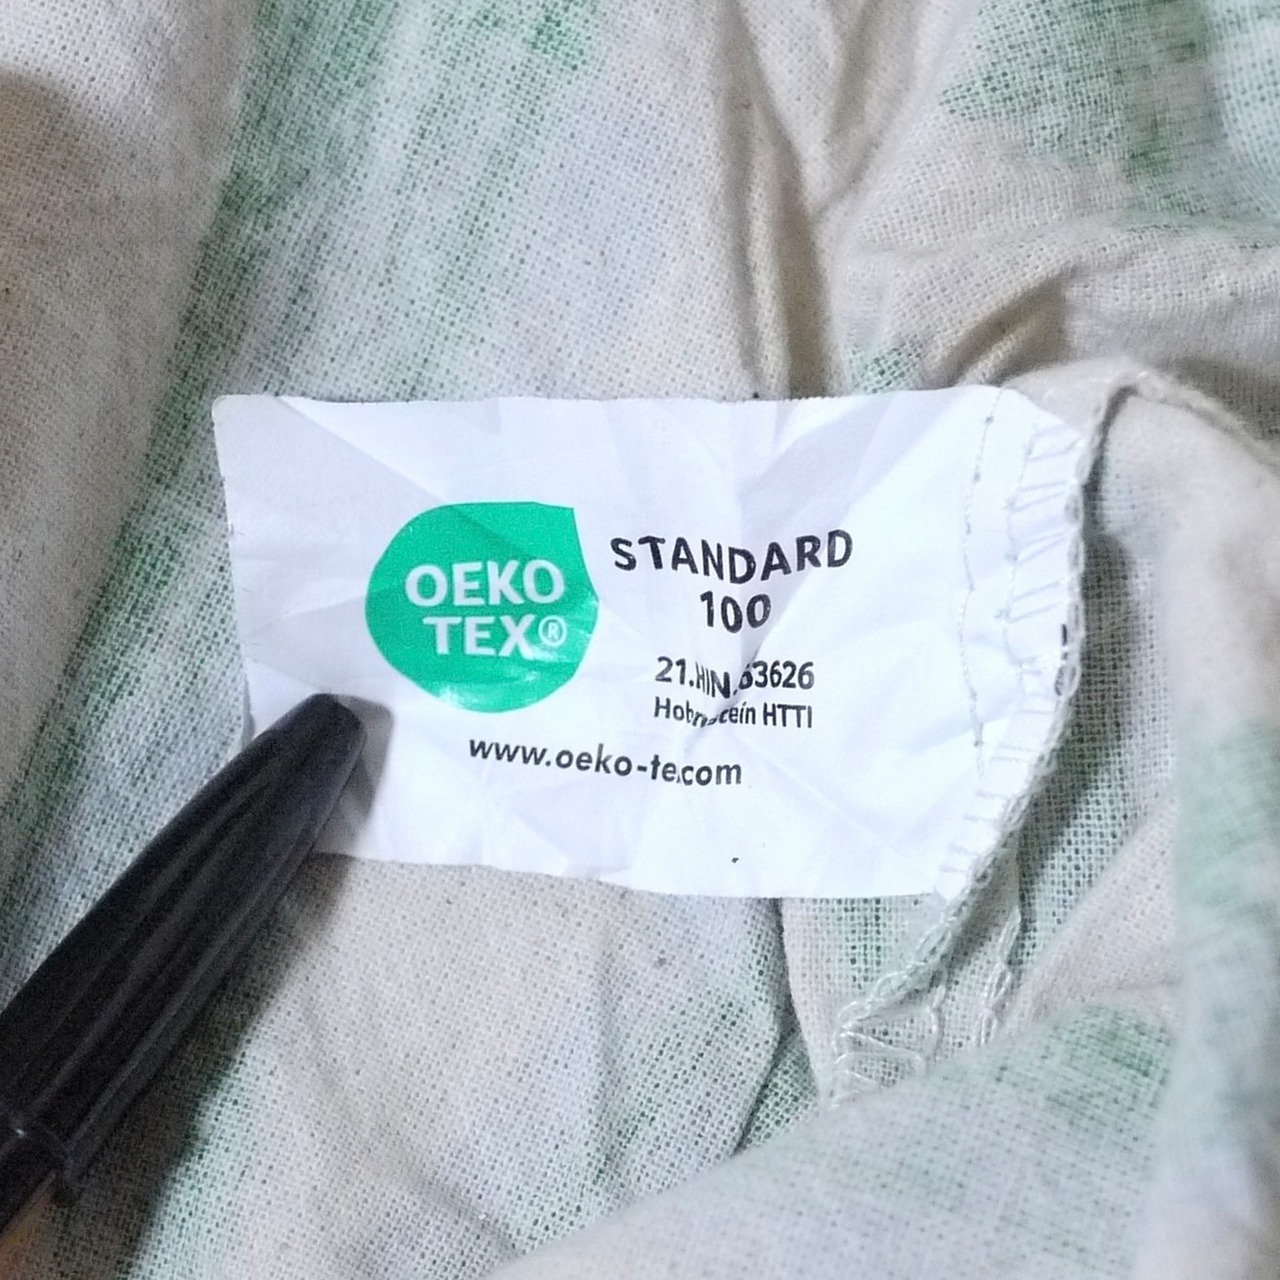 OEKO
TEX®
STANDARD
100
21.HIN.63626
HTTI
www.oeko-te.com